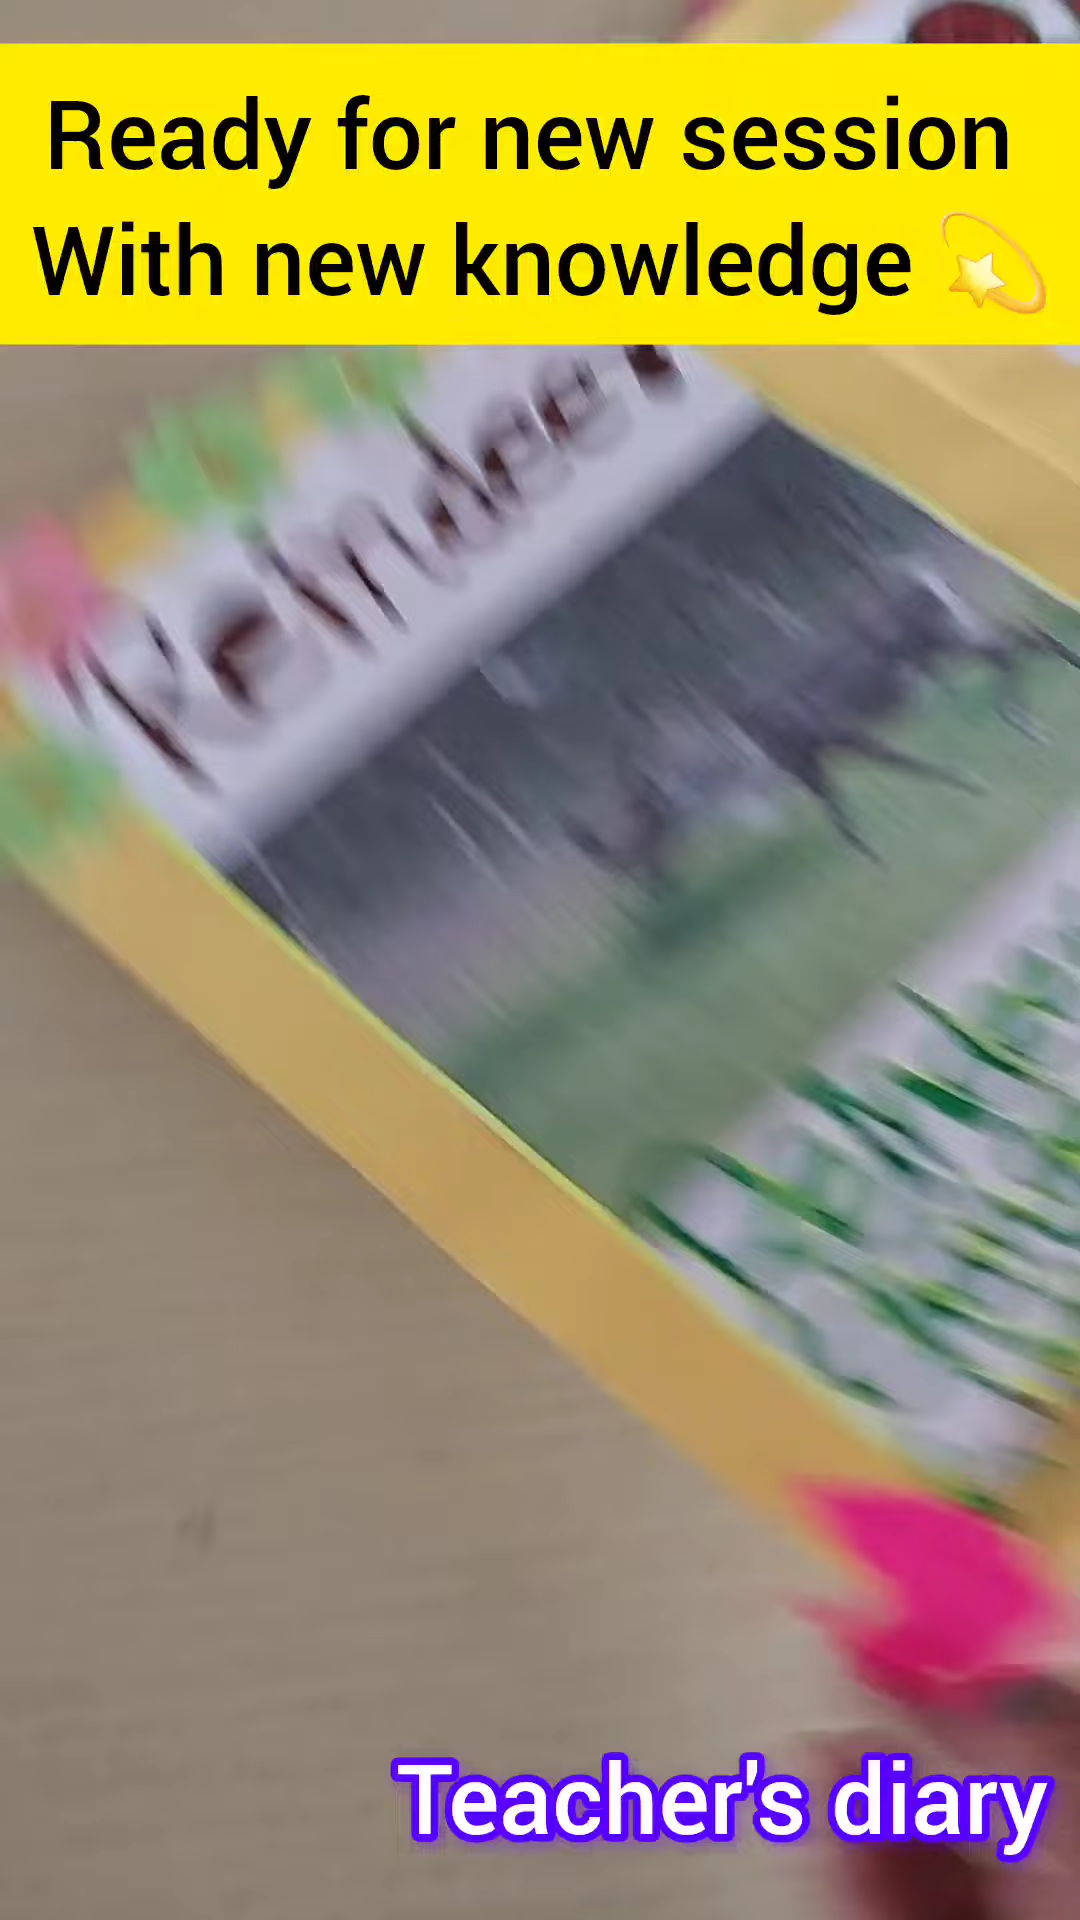 Ready for new session
With new knowledge 💫
Teacher's diary